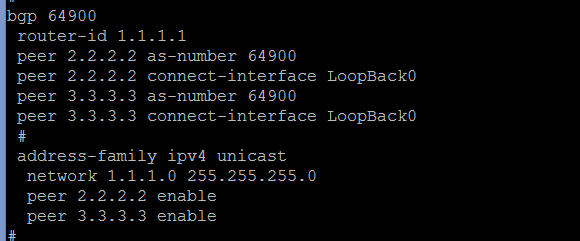 #
bgp 64900
router-id 1.1.1.1
peer 2.2.2.2 as-number 64900
peer 2.2.2.2 connect-interface LoopBack0
peer 3.3.3.3 as-number 64900
peer 3.3.3.3 connect-interface LoopBack0
#
address-family ipv4 unicast
network 1.1.1.0 255.255.255.0
peer 2.2.2.2 enable
peer 3.3.3.3 enable
#